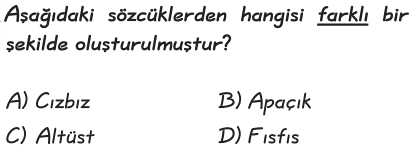 Aşağıdaki sözcüklerden hangisi farklı bir
şekilde oluşturulmuştur?
A) Cızbız B) Apaçık
C) Altüst D) Fısfıs